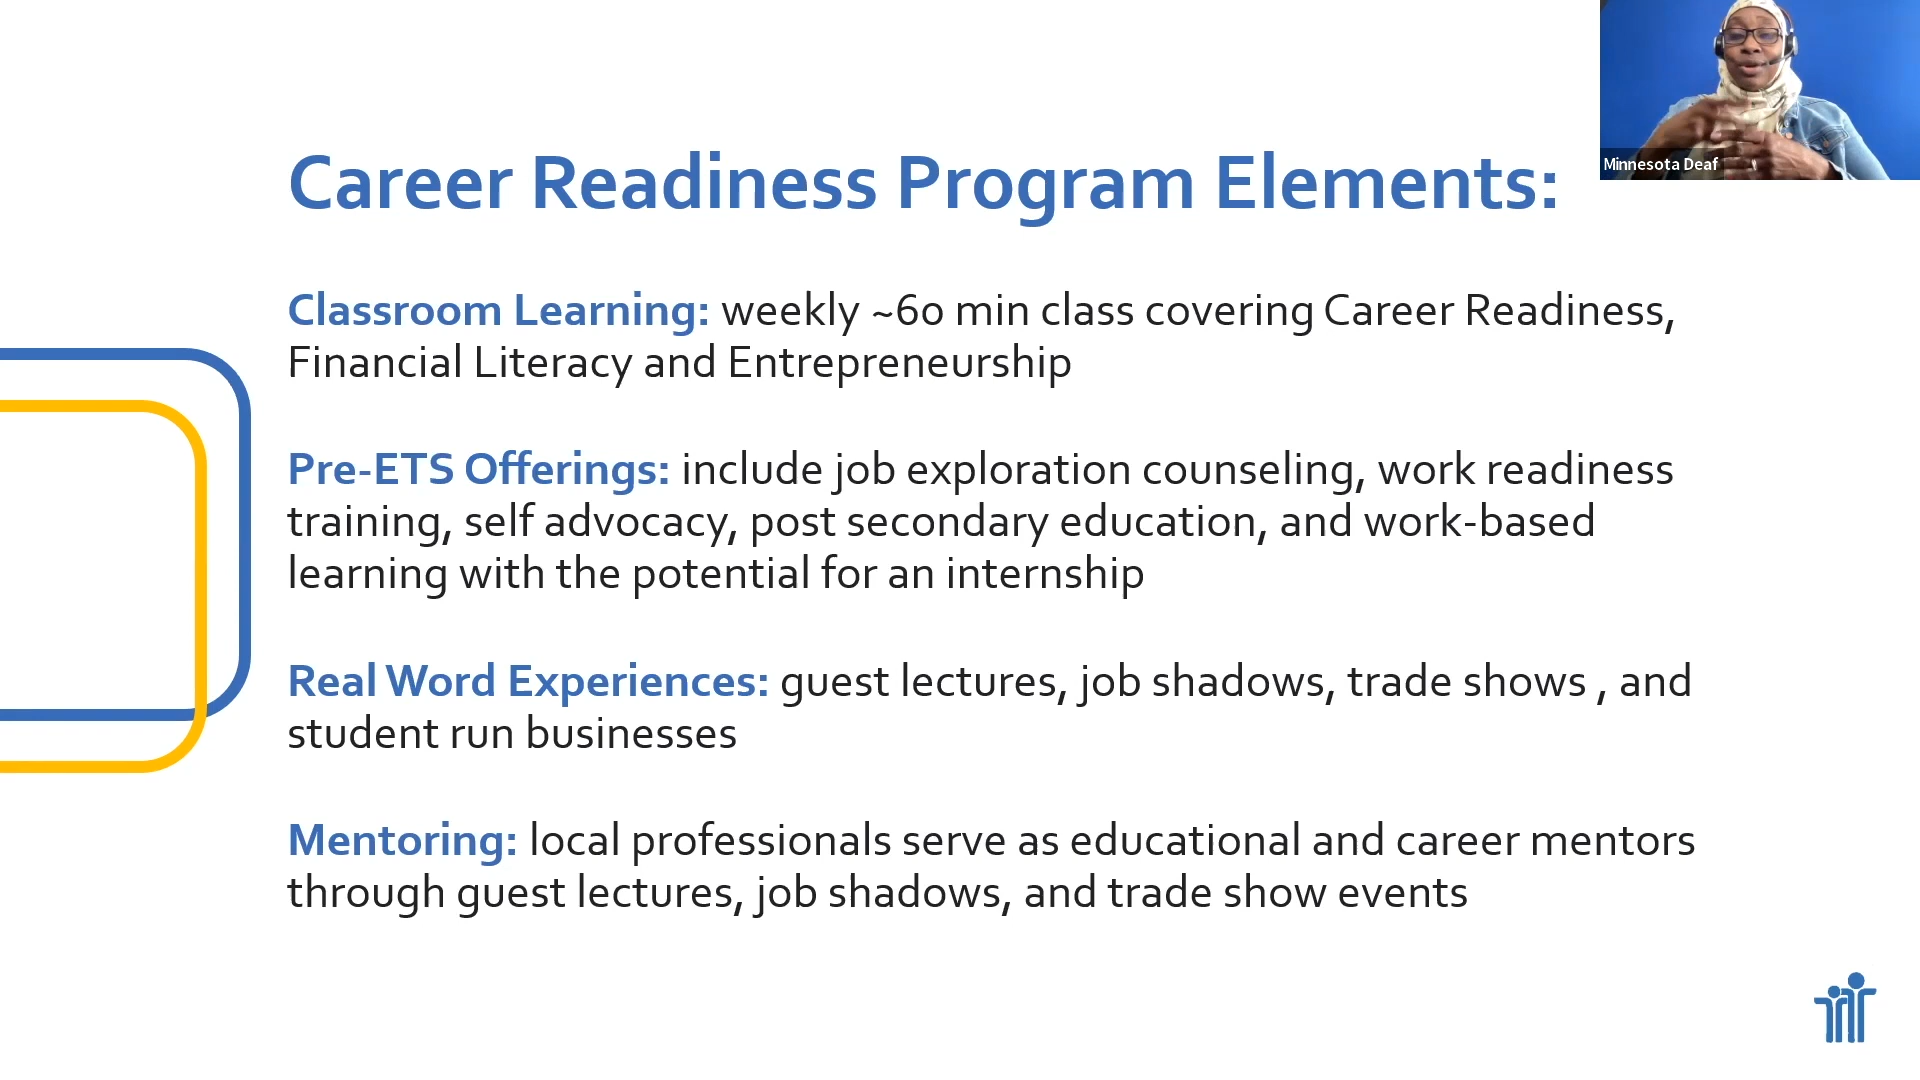 Career Readiness Program Elements:
Minnesota Deaf
Classroom Learning: weekly ~60 min class covering Career Readiness,
Financial Literacy and Entrepreneurship
Pre-ETS Offerings: include job exploration counseling, work readiness
training, self advocacy, post secondary education, and work-based
learning with the potential for an internship
Real Word Experiences: guest lectures, job shadows, trade shows , and
student run businesses
Mentoring: local professionals serve as educational and career mentors
through guest lectures, job shadows, and trade show events